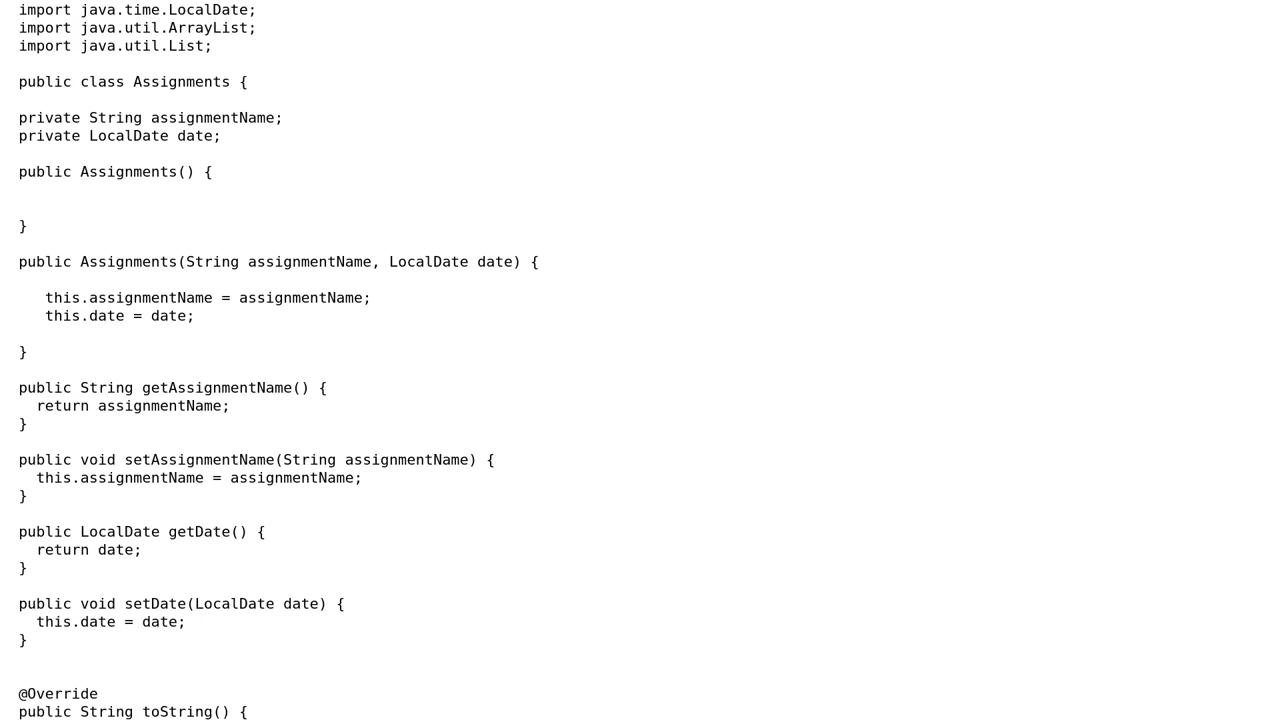 import java.time.LocalDate;
import java.util.ArrayList;
import java.util.List;
public class Assignments {
private String assignmentName;
private LocalDate date;
public Assignments() {
}
public Assignments(String assignmentName, LocalDate date) {
this.assignmentName = assignmentName;
this.date = date;
}
public String getAssignmentName() {
return assignmentName;
}
public void setAssignmentName(String assignmentName) {
this.assignmentName = assignmentName;
}
public LocalDate getDate() {
return date;
}
public void setDate(LocalDate date) {
this.date = date;
}
@Override
public String toString() {